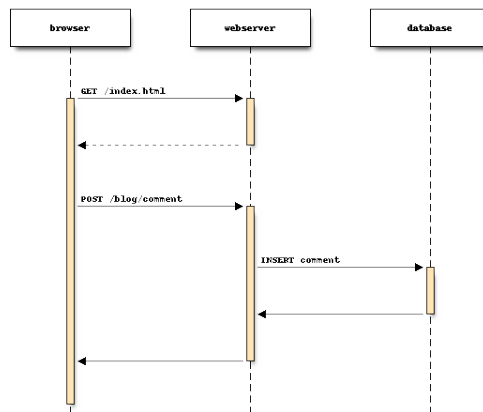 browser
webserver
database
GET /index.html
POST /blog/comment
INSERT comment